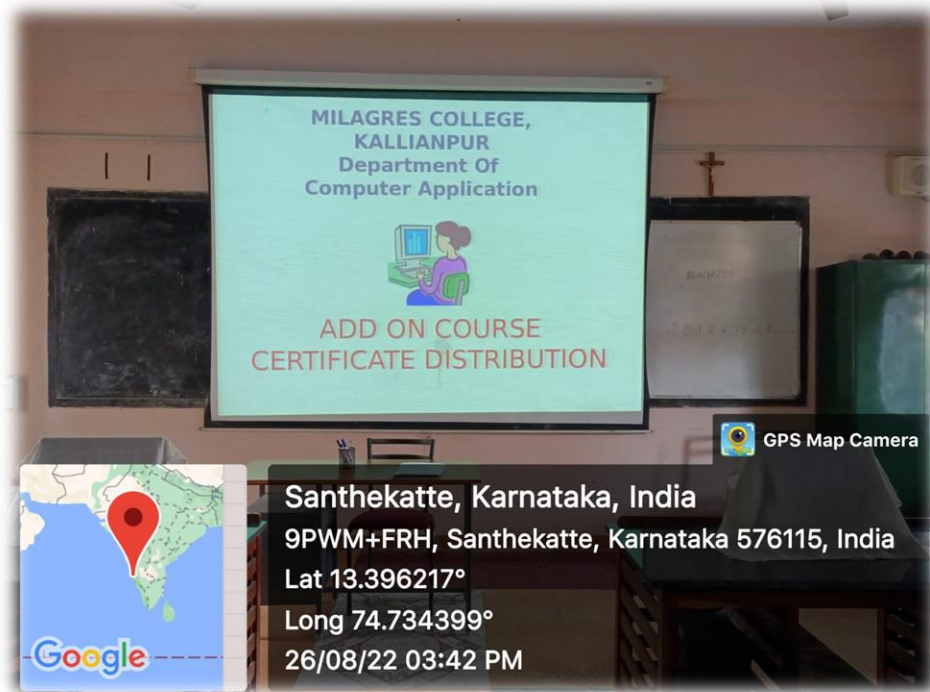 MILAGRES COLLEGE,
KALLIANPUR
Department Of
Computer Application
ADD ON COURSE
CERTIFICATE DISTRIBUTION
GPS Map Camera
Santhekatte, Karnataka, India
9PWM+FRH, Santhekatte, Karnataka 576115, India
Lat 13.396217°
Long 74.734399°
26/08/22 03:42 PM
Google